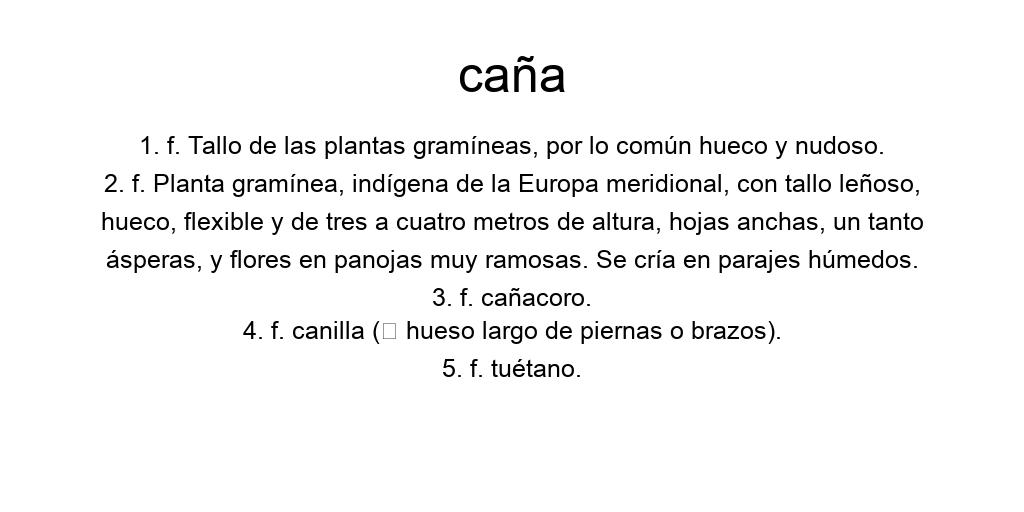 caña
1. f. Tallo de las plantas gramíneas, por lo común hueco y nudoso.
2. f. Planta gramínea, indígena de la Europa meridional, con tallo leñoso,
hueco, flexible y de tres a cuatro metros de altura, hojas anchas, un tanto
ásperas, y flores en panojas muy ramosas. Se cría en parajes húmedos.
3. f. cañacoro.
4. f. canilla (□ hueso largo de piernas o brazos).
5. f. tuétano.